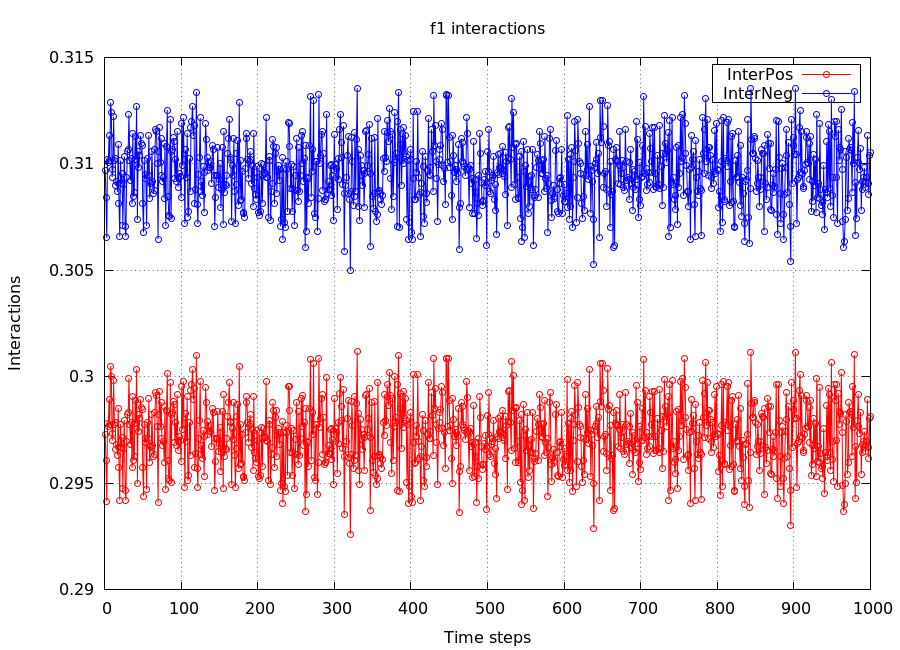 f1 interactions
0.315
InterPos
InterNeg
0.31
0.305
0.3
0.295
0.29
Interactions
0 100 200 300 400 500 600 700 800 900 1000
Time steps